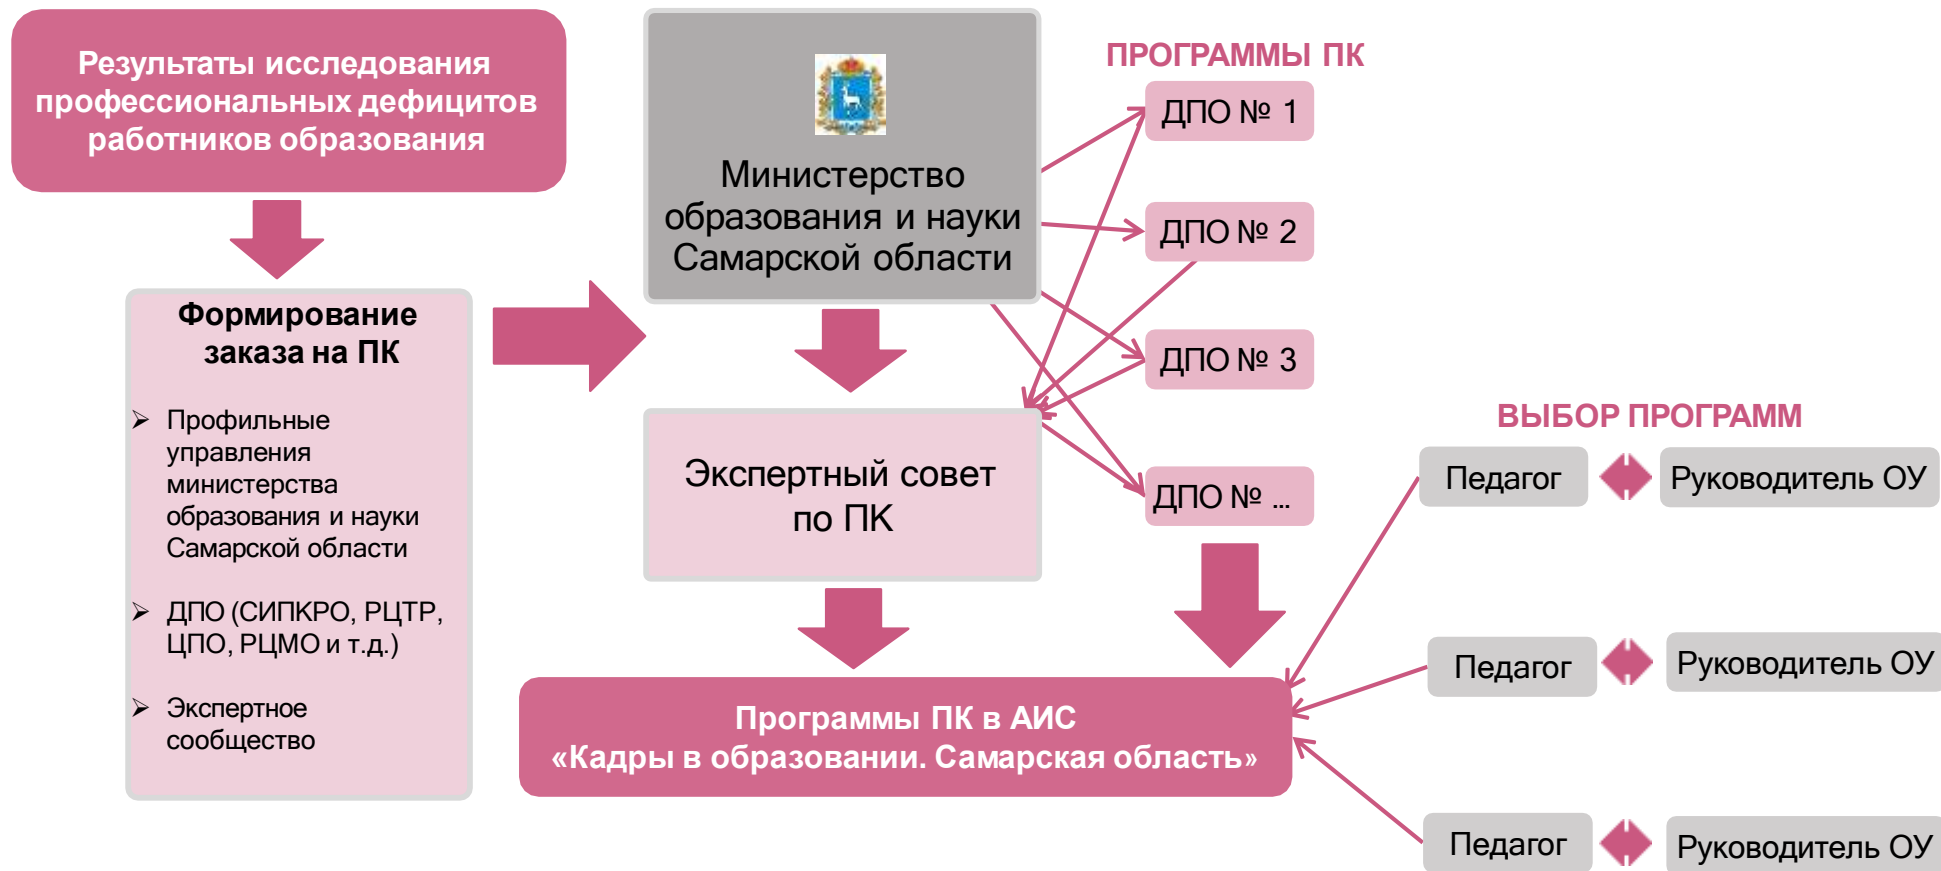 Результаты исследования
профессиональных дефицитов
работников образования
Формирование
заказа на ПК
Профильные
управления
министерства
образования и науки
Самарской области
ДПО (СИПКРО, РЦТР,
ЦПО, РЦМО и т.д.)
Экспертное
сообщество
Министерство
образования и науки
Самарской области
Экспертный совет
по ПК
ПРОГРАММЫ ПК
ДПО № 1
ДПО № 2
ДПО № 3
ДПО № ...
Программы ПК в АИС
«Кадры в образовании. Самарская область»
ВЫБОР ПРОГРАММ
Педагог
Руководитель ОУ
Педагог
Руководитель ОУ
Педагог
Руководитель ОУ